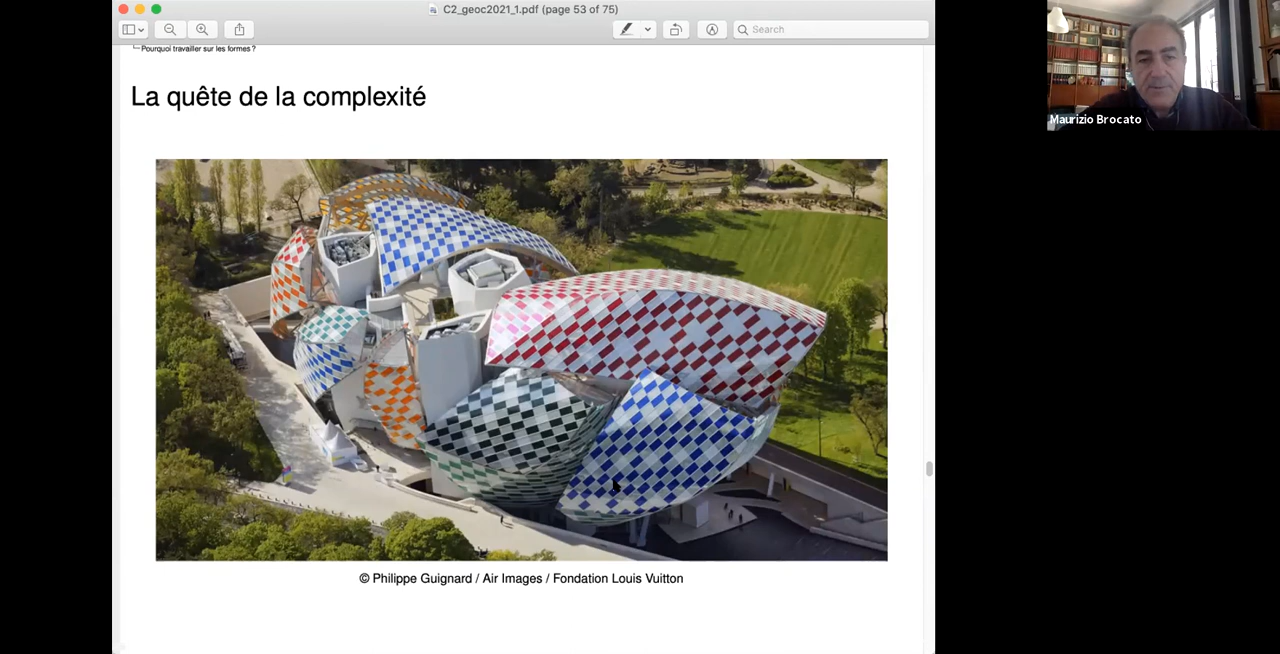 C2_geoc2021_1.pdf (page 53 of 75)
Search
Pourquoi travailler sur les formes ?
La quête de la complexité
© Philippe Guignard / Air Images / Fondation Louis Vuitton
Maurizio Brocato